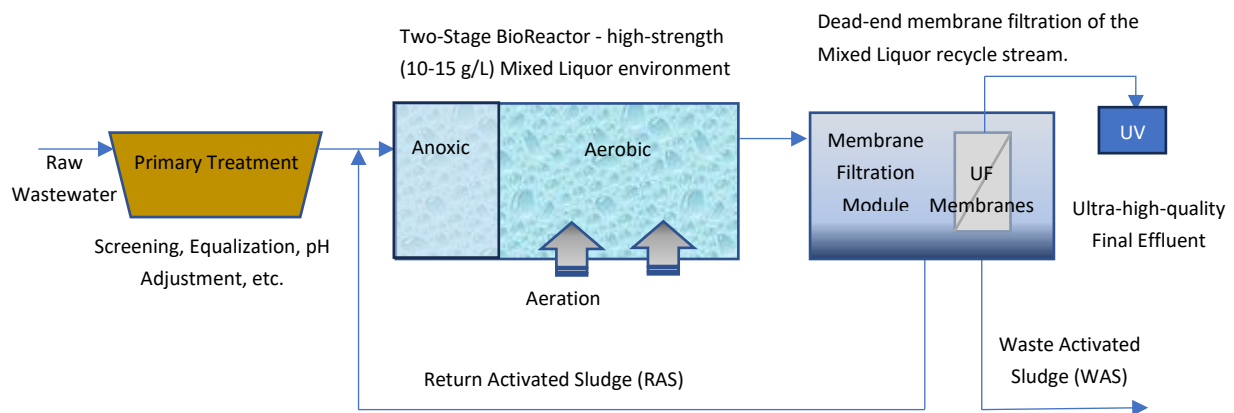 Two-Stage BioReactor - high-strength
(10-15 g/L) Mixed Liquor environment
Dead-end membrane filtration of the
Mixed Liquor recycle stream.
Raw
Wastewater
Primary Treatment
Screening, Equalization, pH
Adjustment, etc.
Anoxic
Aerobic
Aeration
Membrane
Filtration
Module
UF
Membranes
UV
Ultra-high-quality
Final Effluent
Return Activated Sludge (RAS)
Waste Activated
Sludge (WAS)